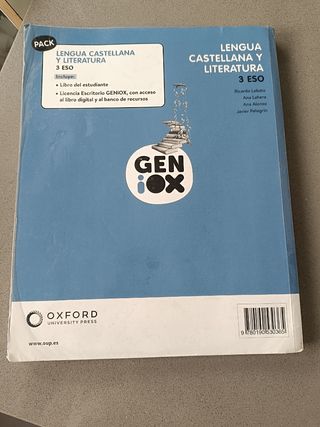 PACK
LENGUA CASTELLANA
Y LITERATURA
3 ESO
Incluye:
• Libro del estudiante
• Licencia Escritorio GENiOX, con acceso
al libro digital y al banco de recursos
LENGUA
CASTELLANA Y
LITERATURA
3 ESO
Ricardo Lobato
Ana Lahera
Ana Alonso
Javier Pelegrín
GEN
iOX
OXFORD
UNIVERSITY PRESS
www.oup.es
9780190530365